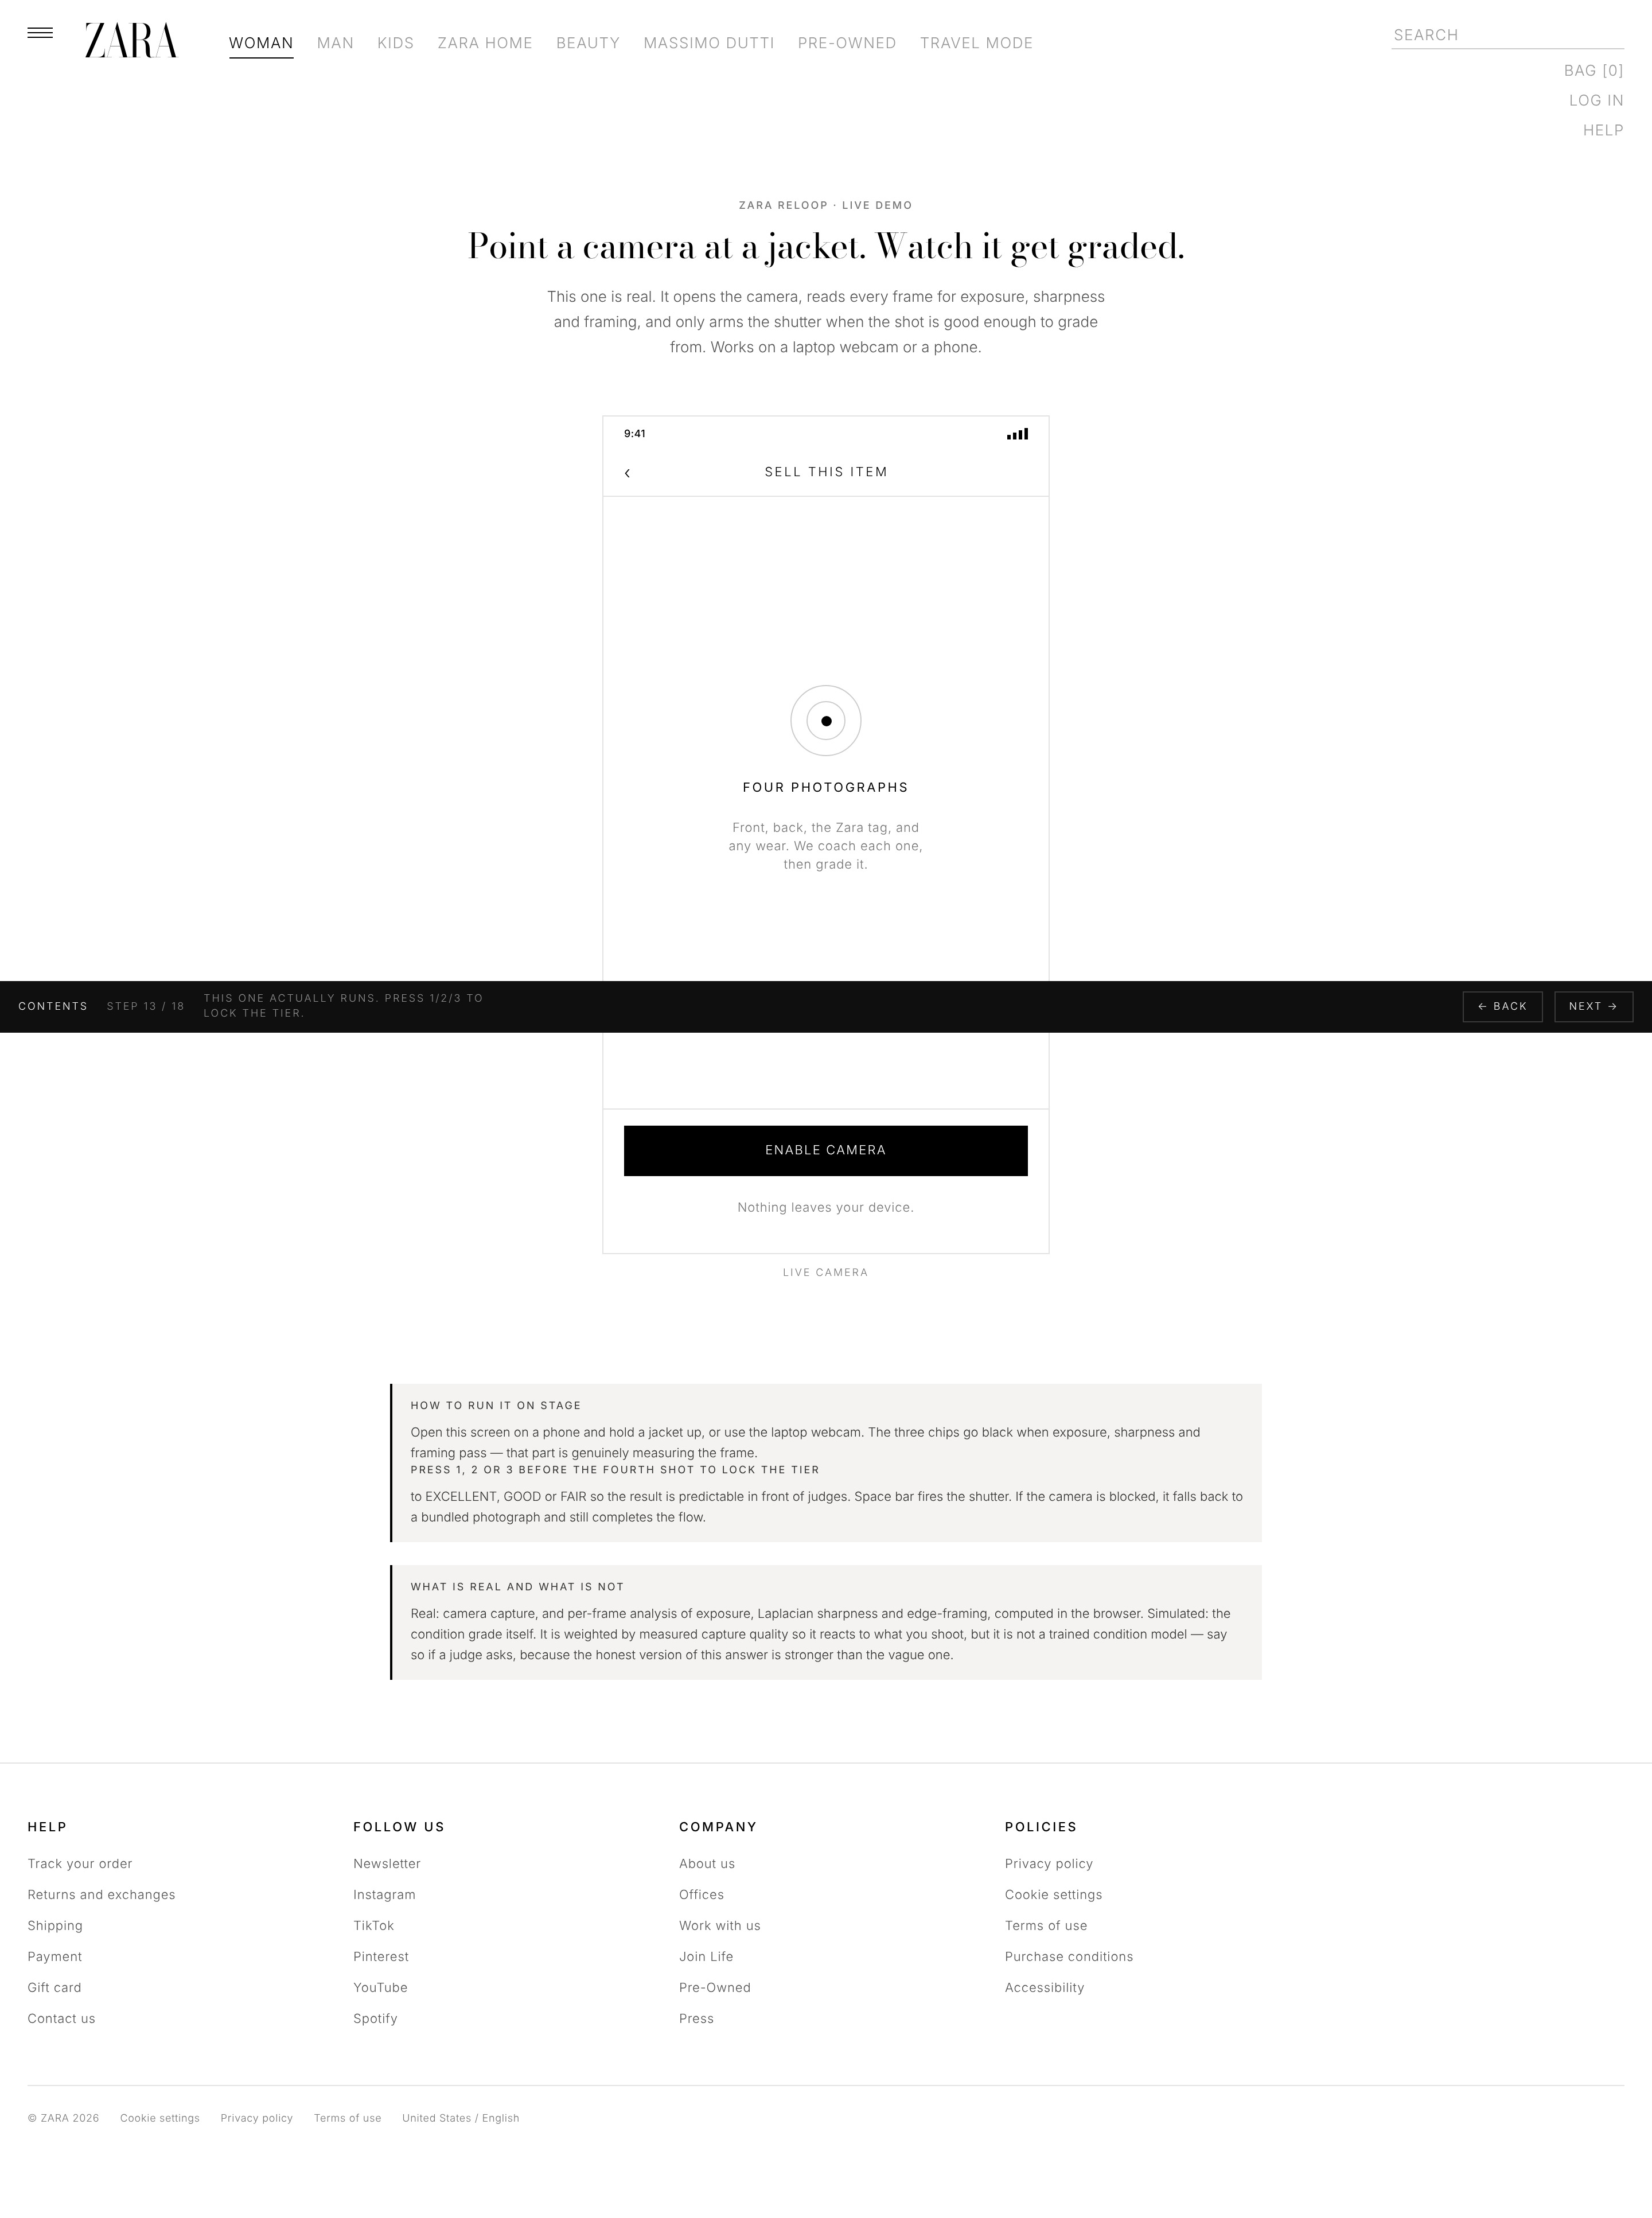 ZARA
WOMAN MAN KIDS ZARA HOME BEAUTY MASSIMO DUTTI PRE-OWNED TRAVEL MODE
SEARCH
BAG [0]
LOG IN
HELP
ZARA RELOOP · LIVE DEMO
Point a camera at a jacket. Watch it get graded.
This one is real. It opens the camera, reads every frame for exposure, sharpness
and framing, and only arms the shutter when the shot is good enough to grade
from. Works on a laptop webcam or a phone.
9:41
‹ SELL THIS ITEM
FOUR PHOTOGRAPHS
Front, back, the Zara tag, and
any wear. We coach each one,
then grade it.
CONTENTS STEP 13 / 18 THIS ONE ACTUALLY RUNS. PRESS 1/2/3 TO
LOCK THE TIER.
← BACK NEXT →
ENABLE CAMERA
Nothing leaves your device.
LIVE CAMERA
HOW TO RUN IT ON STAGE
Open this screen on a phone and hold a jacket up, or use the laptop webcam. The three chips go black when exposure, sharpness and
framing pass — that part is genuinely measuring the frame.
PRESS 1, 2 OR 3 BEFORE THE FOURTH SHOT TO LOCK THE TIER
to EXCELLENT, GOOD or FAIR so the result is predictable in front of judges. Space bar fires the shutter. If the camera is blocked, it falls back to
a bundled photograph and still completes the flow.
WHAT IS REAL AND WHAT IS NOT
Real: camera capture, and per-frame analysis of exposure, Laplacian sharpness and edge-framing, computed in the browser. Simulated: the
condition grade itself. It is weighted by measured capture quality so it reacts to what you shoot, but it is not a trained condition model — say
so if a judge asks, because the honest version of this answer is stronger than the vague one.
HELP
Track your order
Returns and exchanges
Shipping
Payment
Gift card
Contact us
FOLLOW US
Newsletter
Instagram
TikTok
Pinterest
YouTube
Spotify
COMPANY
About us
Offices
Work with us
Join Life
Pre-Owned
Press
POLICIES
Privacy policy
Cookie settings
Terms of use
Purchase conditions
Accessibility
© ZARA 2026 Cookie settings Privacy policy Terms of use United States / English